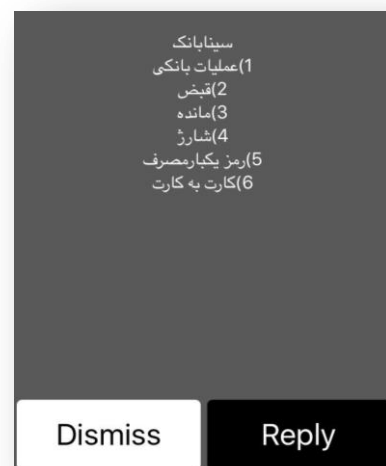 سینابانک
1)عملیات بانکی
2)قبض
3)مانده
4)شارژ
5)رمز یکبارمصرف
6)کارت به کارت
Dismiss
Reply